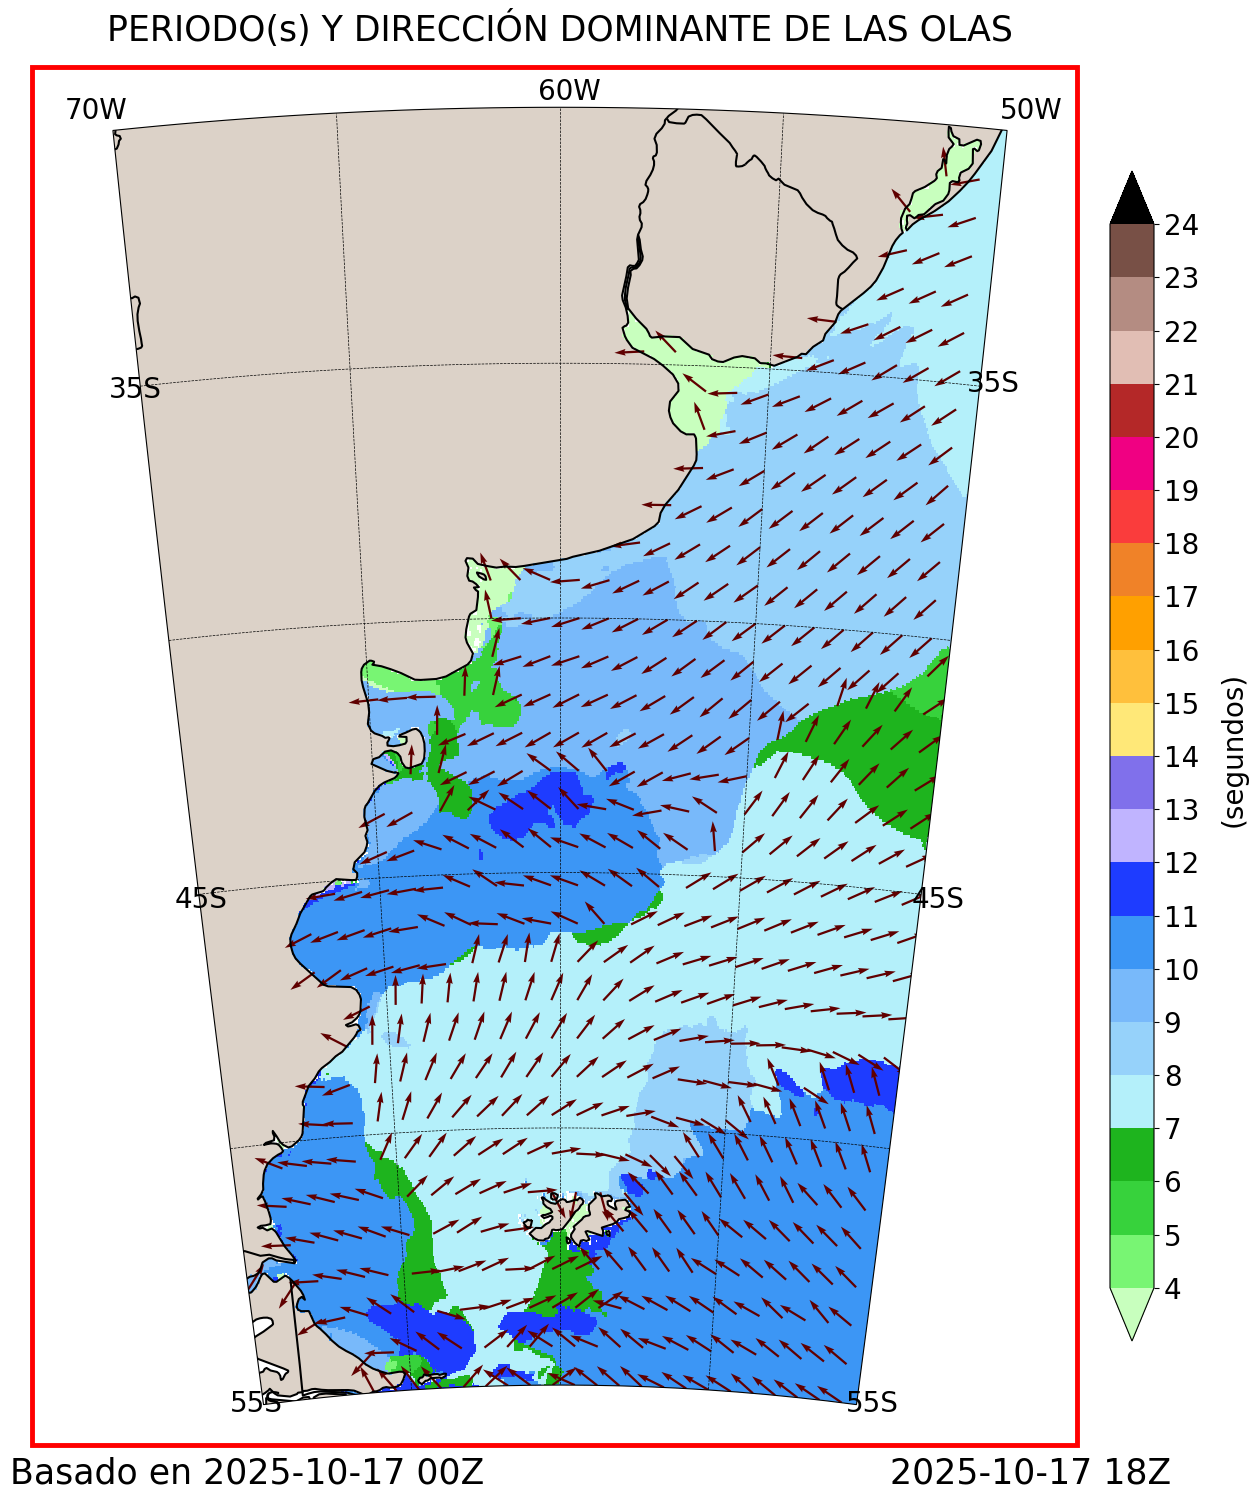 PERIODO(s) Y DIRECCIÓN DOMINANTE DE LAS OLAS
70W
60W
50W
35S
35S
45S
45S
55S
55S
24
23
22
21
20
19
18
17
16
15
14
13
12
11
10
9
8
7
6
5
4
(segundos)
Basado en 2025-10-17 00Z
2025-10-17 18Z